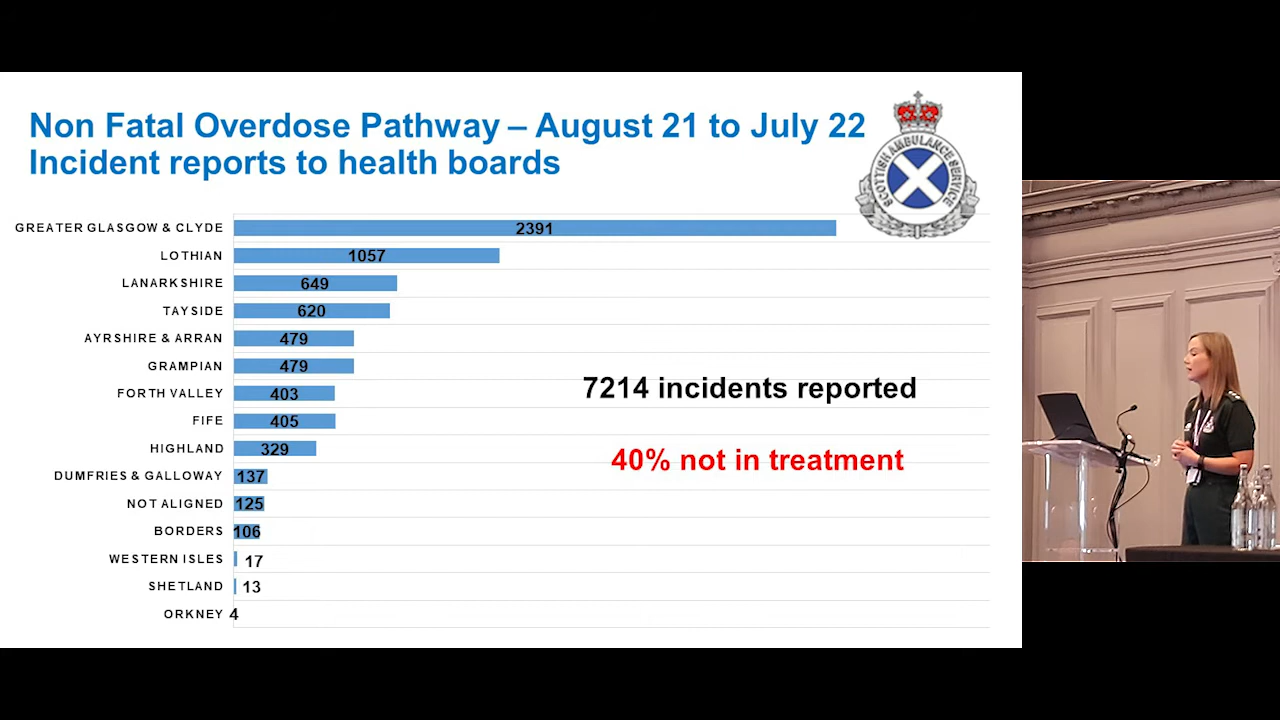 Non Fatal Overdose Pathway – August 21 to July 22
Incident reports to health boards
SCOTTISH AMBULANCE SERVICE
GREATER GLASGOW & CLYDE 2391
LOTHIAN 1057
LANARKSHIRE 649
TAYSIDE 620
AYRSHIRE & ARRAN 479
GRAMPIAN 479
FORTH VALLEY 403
FIFE 405
HIGHLAND 329
DUMFRIES & GALLOWAY 137
NOT ALIGNED 125
BORDERS 106
WESTERN ISLES 17
SHETLAND 13
ORKNEY 4
7214 incidents reported
40% not in treatment